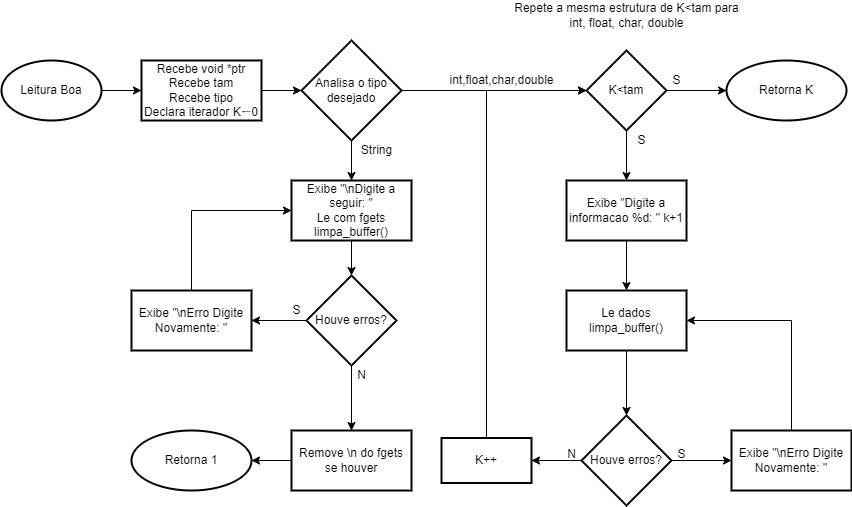 Repete a mesma estrutura de K<tam para
int, float, char, double
Leitura Boa
Recebe void *ptr
Recebe tam
Recebe tipo
Declara iterador K←0
Analisa o tipo
desejado
int,float,char,double
K<tam
S
Retorna K
String
S
Exibe "\nDigite a
seguir: "
Le com fgets
limpa_buffer()
Exibe "Digite a
informacao %d: " k+1
Exibe "\nErro Digite
Novamente: "
S
Houve erros?
N
Le dados
limpa_buffer()
Retorna 1
Remove \n do fgets
se houver
K++
N
Houve erros?
S
Exibe "\nErro Digite
Novamente: "